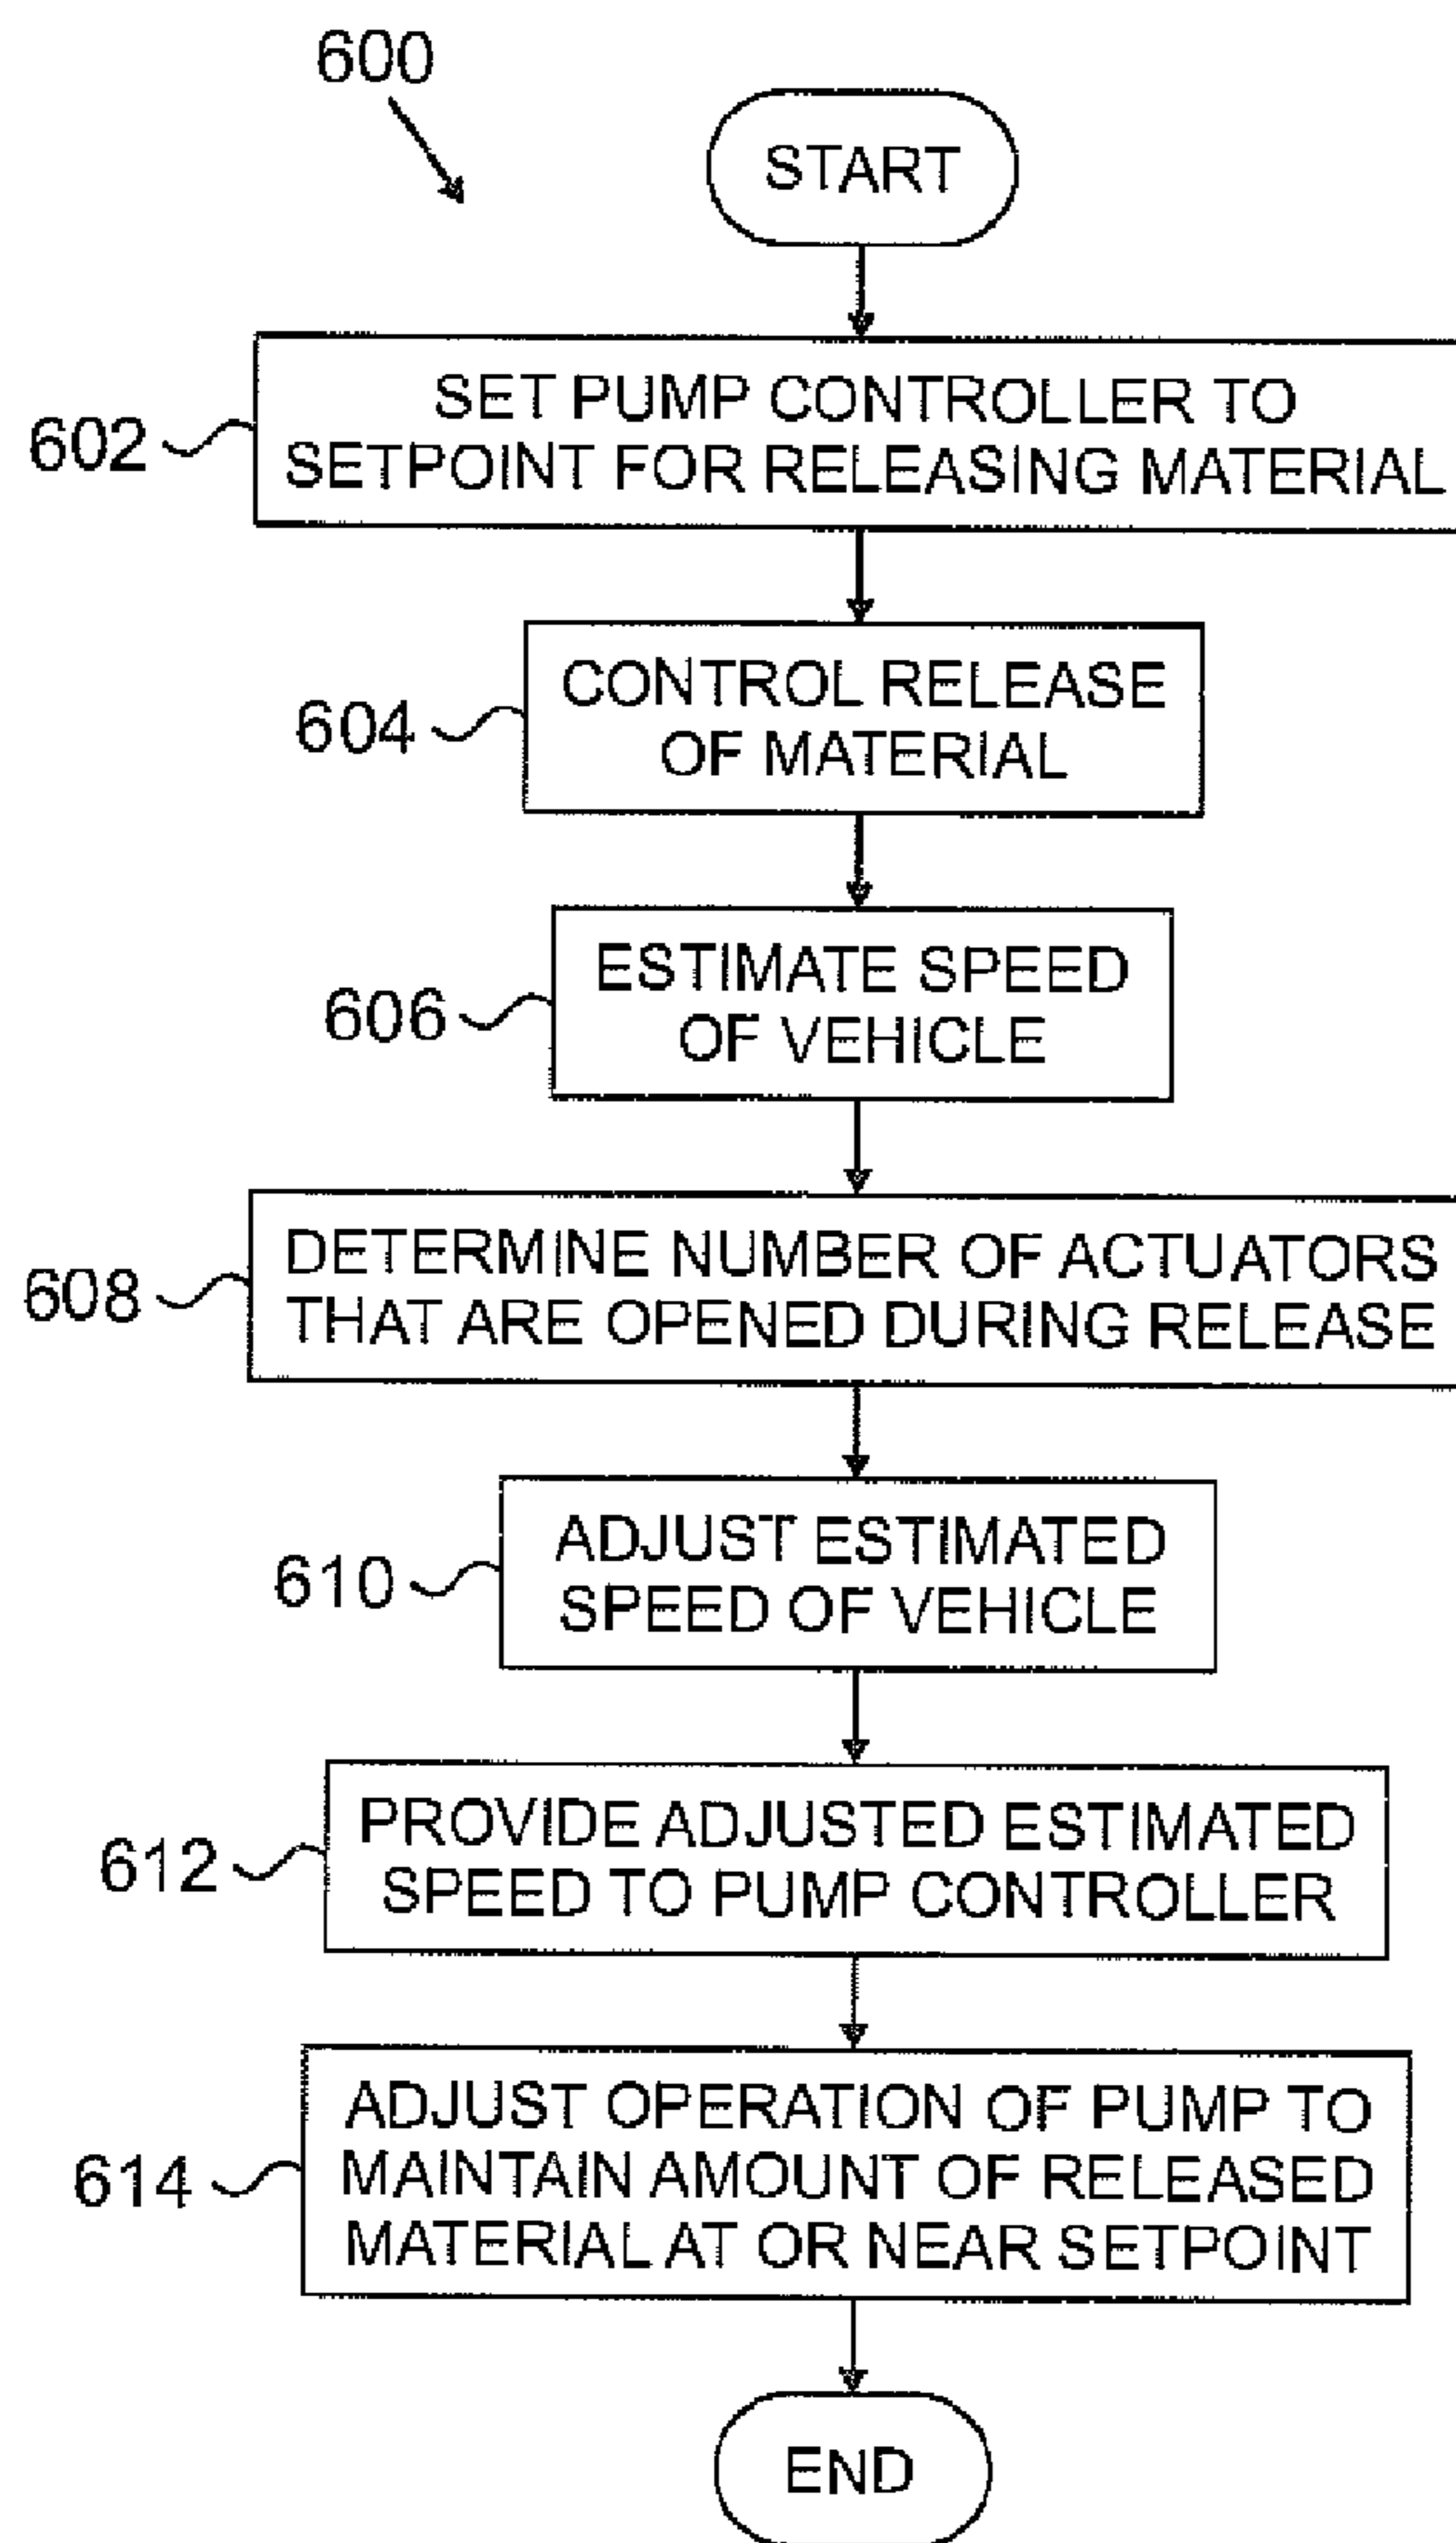 600
START
602
SET PUMP CONTROLLER TO
SETPOINT FOR RELEASING MATERIAL
604
CONTROL RELEASE
OF MATERIAL
606
ESTIMATE SPEED
OF VEHICLE
608
DETERMINE NUMBER OF ACTUATORS
THAT ARE OPENED DURING RELEASE
610
ADJUST ESTIMATED
SPEED OF VEHICLE
612
PROVIDE ADJUSTED ESTIMATED
SPEED TO PUMP CONTROLLER
614
ADJUST OPERATION OF PUMP TO
MAINTAIN AMOUNT OF RELEASED
MATERIAL AT OR NEAR SETPOINT
END